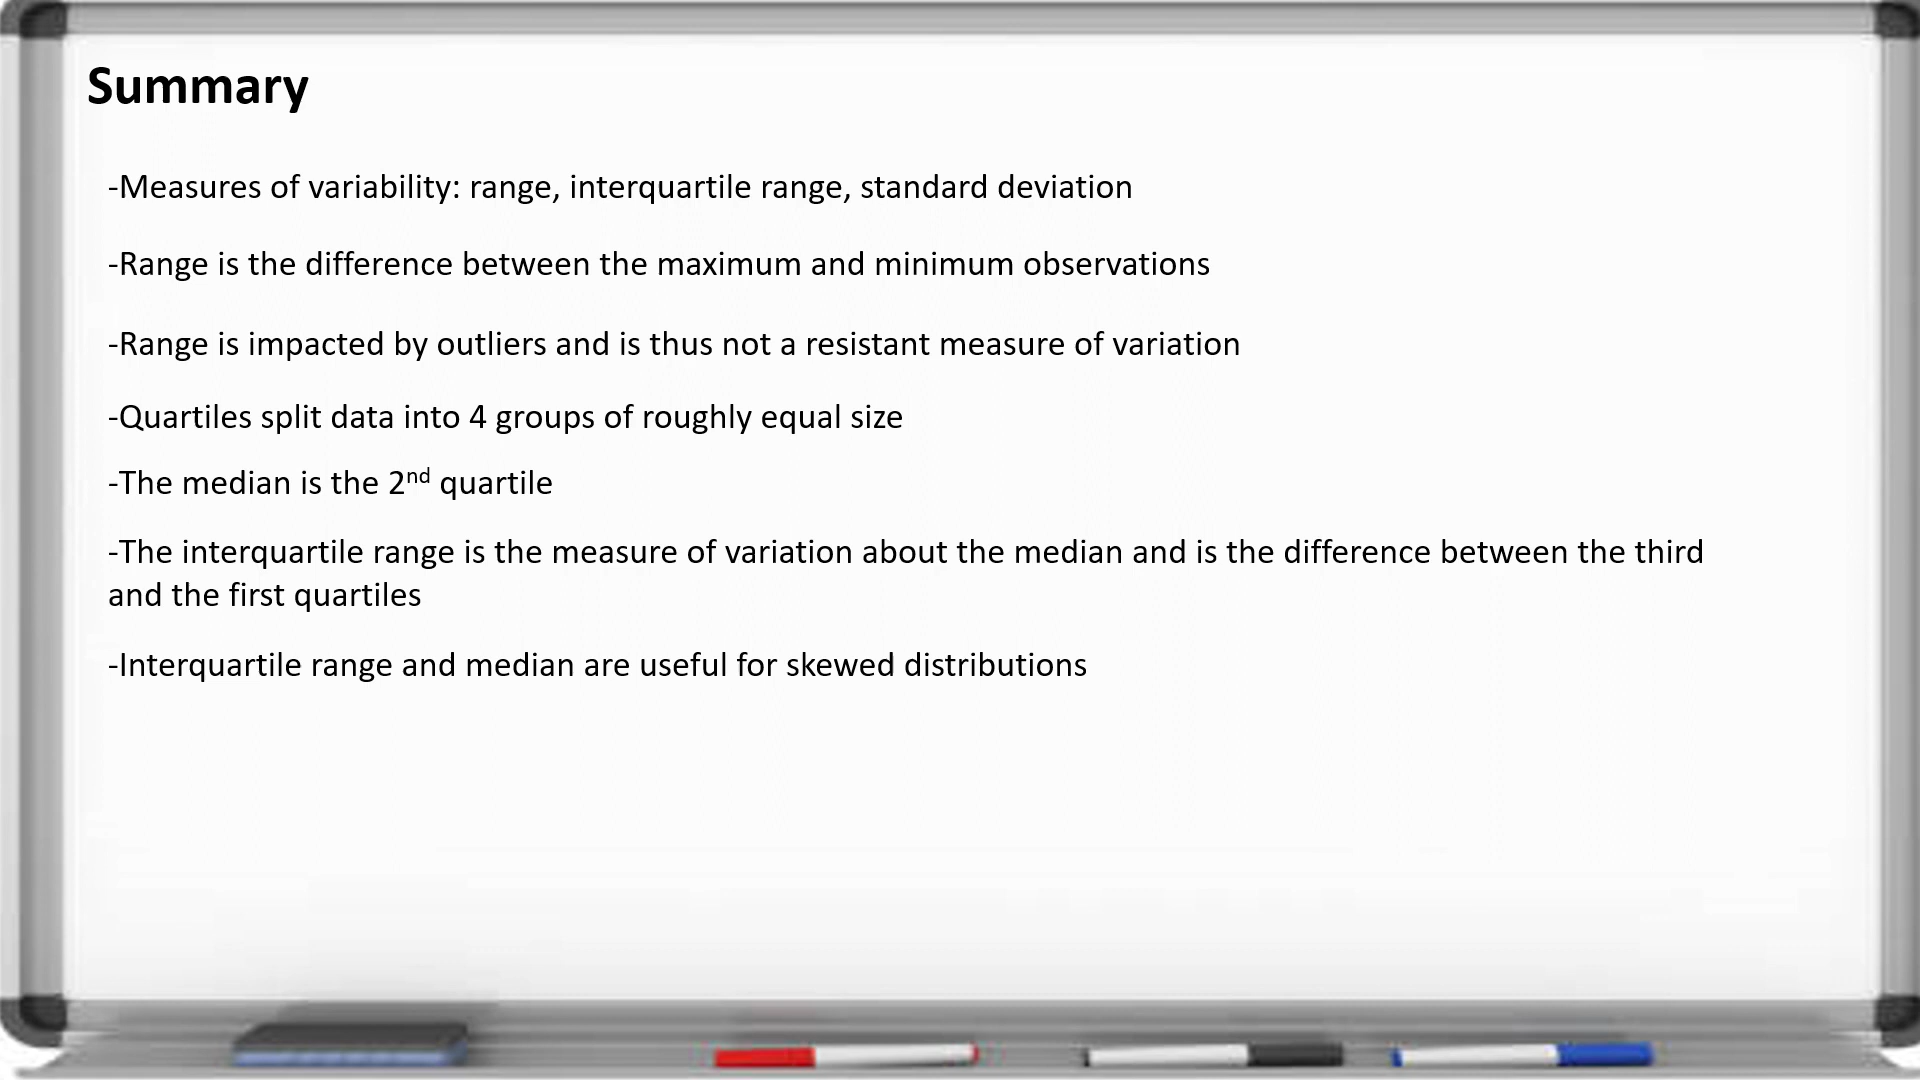 Summary
-Measures of variability: range, interquartile range, standard deviation
-Range is the difference between the maximum and minimum observations
-Range is impacted by outliers and is thus not a resistant measure of variation
-Quartiles split data into 4 groups of roughly equal size
-The median is the 2nd quartile
-The interquartile range is the measure of variation about the median and is the difference between the third
and the first quartiles
-Interquartile range and median are useful for skewed distributions